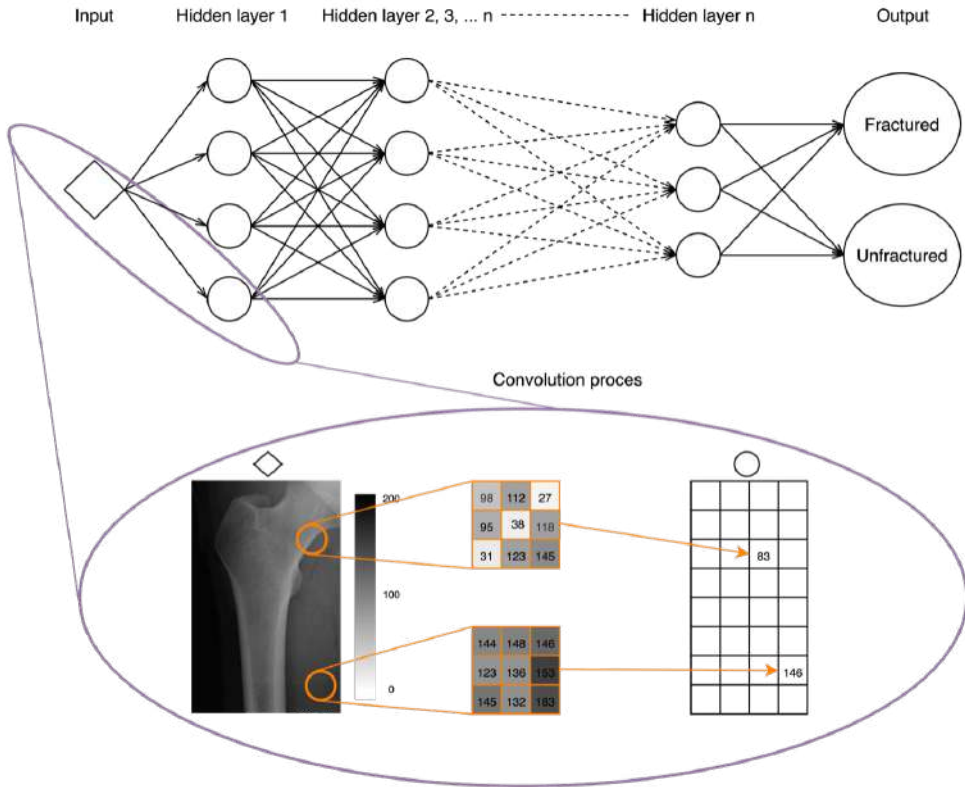 Input Hidden layer 1 Hidden layer 2, 3, ... n Hidden layer n Output
Fractured
Unfractured
Convolution proces
200
100
0
98 112 27
95 38 118
31 123 145
83
144 148 146
123 136 153
145 132 183
146